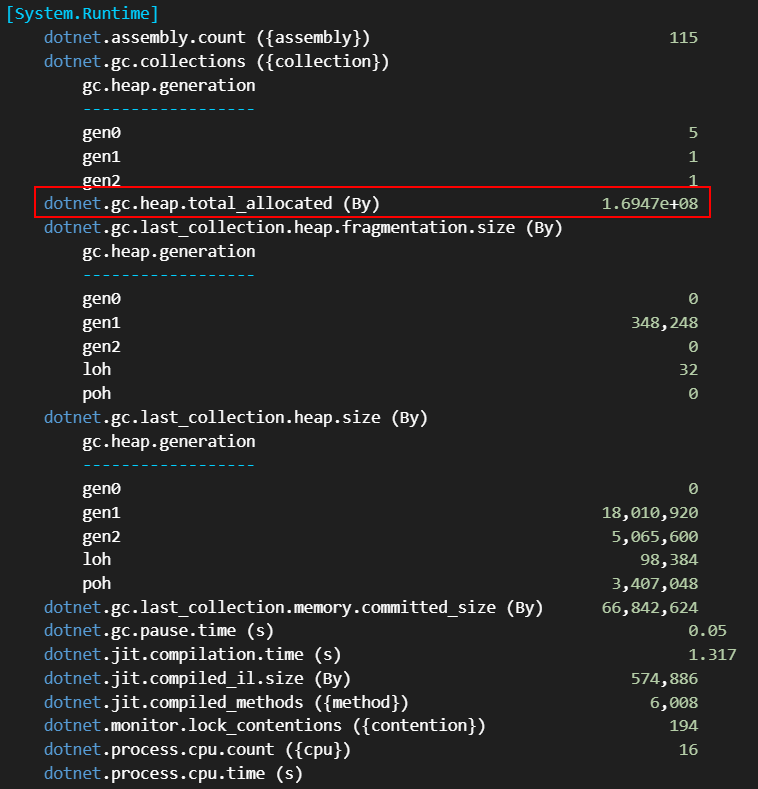 [System.Runtime]
dotnet.assembly.count ({assembly}) 115
dotnet.gc.collections ({collection})
gc.heap.generation
------------------
gen0 5
gen1 1
gen2 1
dotnet.gc.heap.total_allocated (By) 1.6947e+08
dotnet.gc.last_collection.heap.fragmentation.size (By)
gc.heap.generation
------------------
gen0 0
gen1 348,248
gen2 0
loh 32
poh 0
dotnet.gc.last_collection.heap.size (By)
gc.heap.generation
------------------
gen0 0
gen1 18,010,920
gen2 5,065,600
loh 98,384
poh 3,407,048
dotnet.gc.last_collection.memory.committed_size (By) 66,842,624
dotnet.gc.pause.time (s) 0.05
dotnet.jit.compilation.time (s) 1.317
dotnet.jit.compiled_il.size (By) 574,886
dotnet.jit.compiled_methods ({method}) 6,008
dotnet.monitor.lock_contentions ({contention}) 194
dotnet.process.cpu.count ({cpu}) 16
dotnet.process.cpu.time (s)